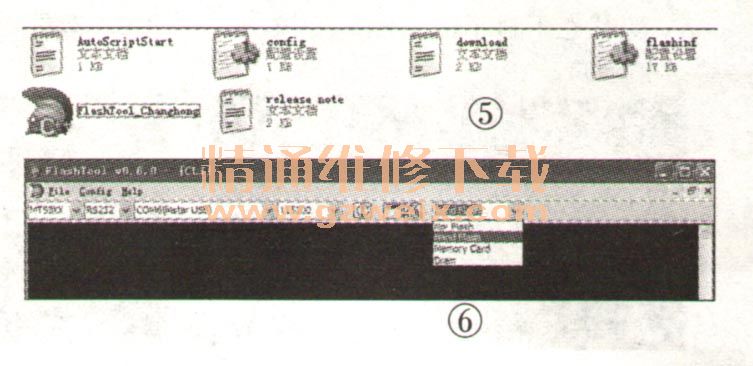 AutoScriptStart
文本文档
1 KB
config
配置设置
1 KB
download
文本文档
2 KB
flashinf
配置设置
17 KB
FlashTool_Changhong
release note
文本文档
2 KB
⑤
精通维修下载
www.gzweix.com
FlashTool v0.6.0 - [CLI
File Config Help
RS232
Flash
Memory Card
⑥